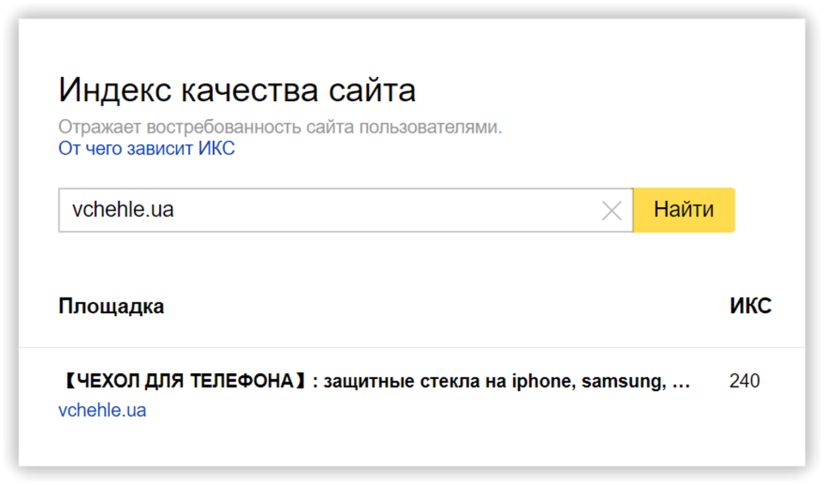 Индекс качества сайта
Отражает востребованность сайта пользователями.
От чего зависит ИКС
vchehle.ua
Найти
Площадка
ИКС
【ЧЕХОЛ ДЛЯ ТЕЛЕФОНА】: защитные стекла на iphone, samsung, …
240
vchehle.ua